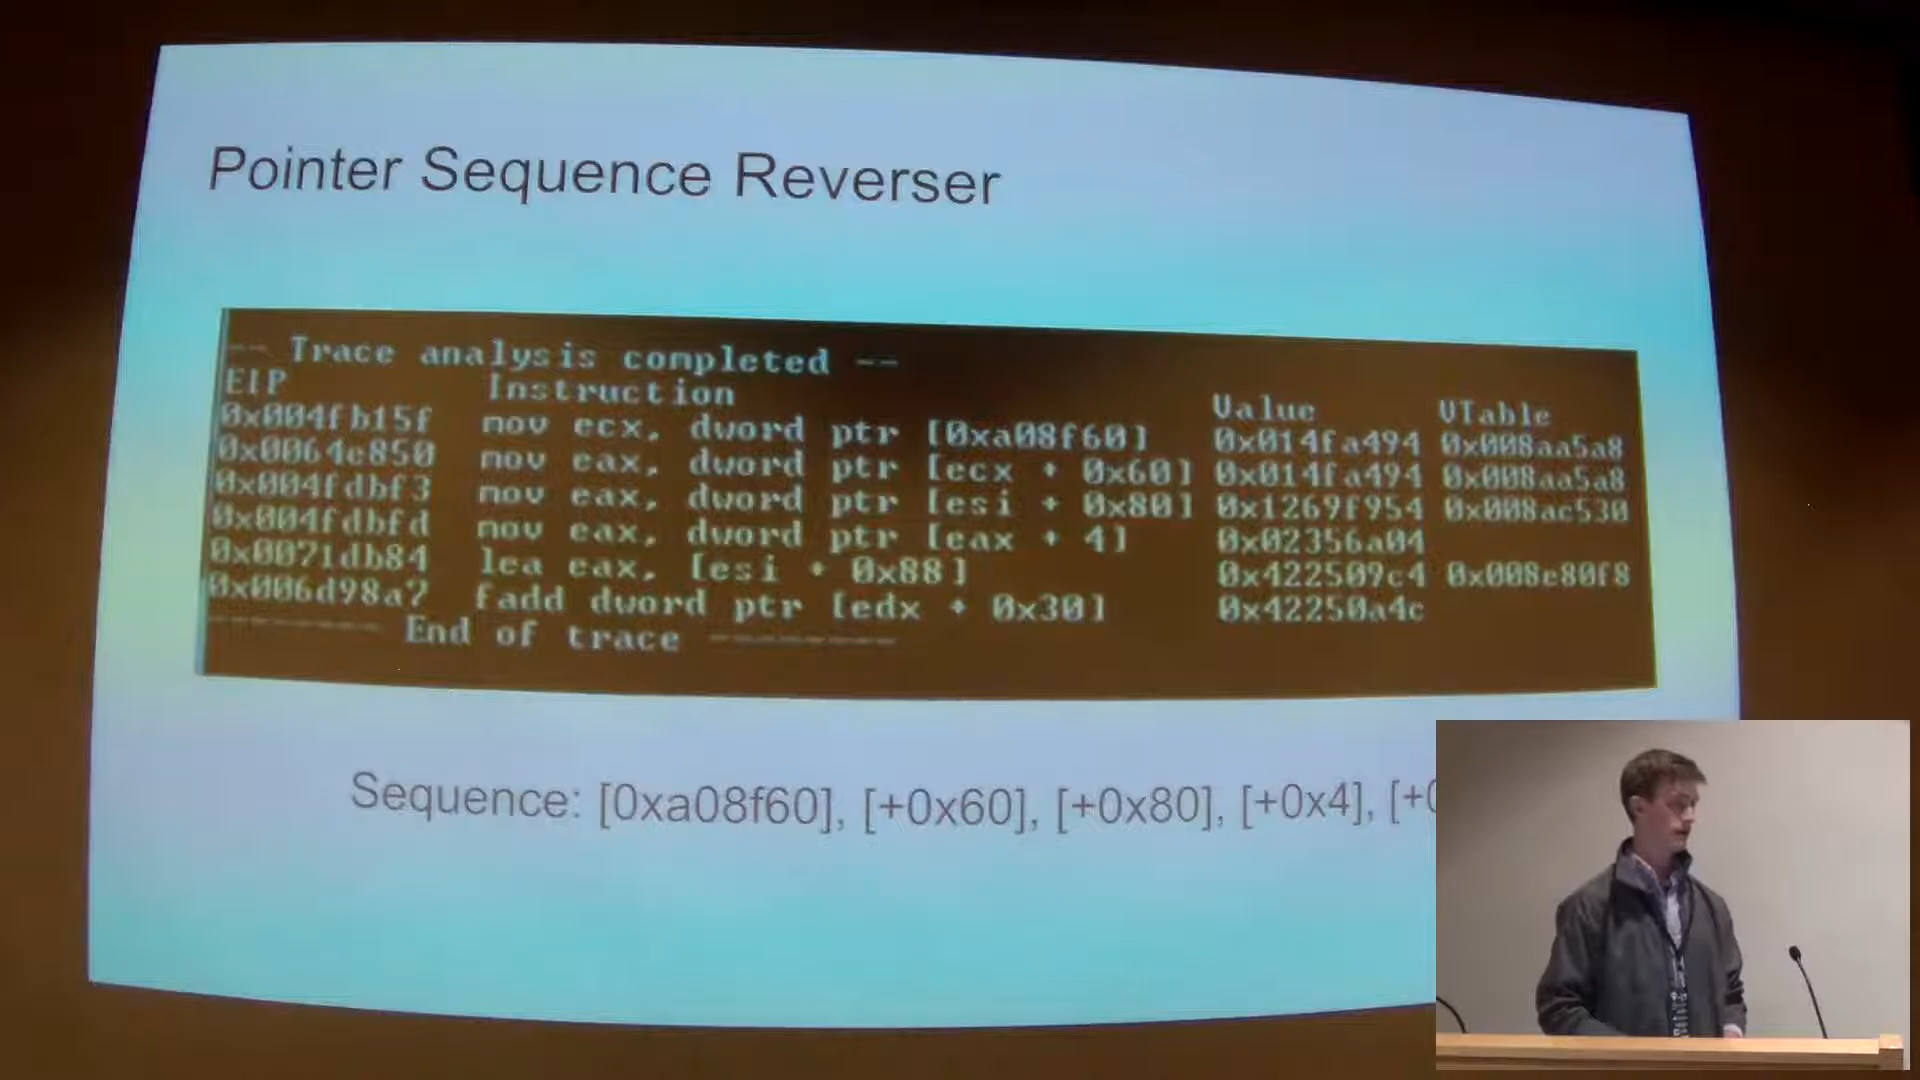 Pointer Sequence Reverser
-- Trace analysis completed --
EIP Instruction Value VTable
0x004fb15f mov ecx, dword ptr [0xa08f60] 0x014fa494 0x008aa5a8
0x0064e850 mov eax, dword ptr [ecx + 0x60] 0x014fa494 0x008aa5a8
0x004fdbf3 mov eax, dword ptr [esi + 0x80] 0x1269f954 0x008ac530
0x004fdbfd mov eax, dword ptr [eax + 4] 0x02356a04
0x0071db84 lea eax, [esi + 0x88] 0x422509c4 0x008e80f8
0x006d98a7 fadd dword ptr [edx + 0x30] 0x42250a4c
---------- End of trace -----------
Sequence: [0xa08f60], [+0x60], [+0x80], [+0x4], [+0